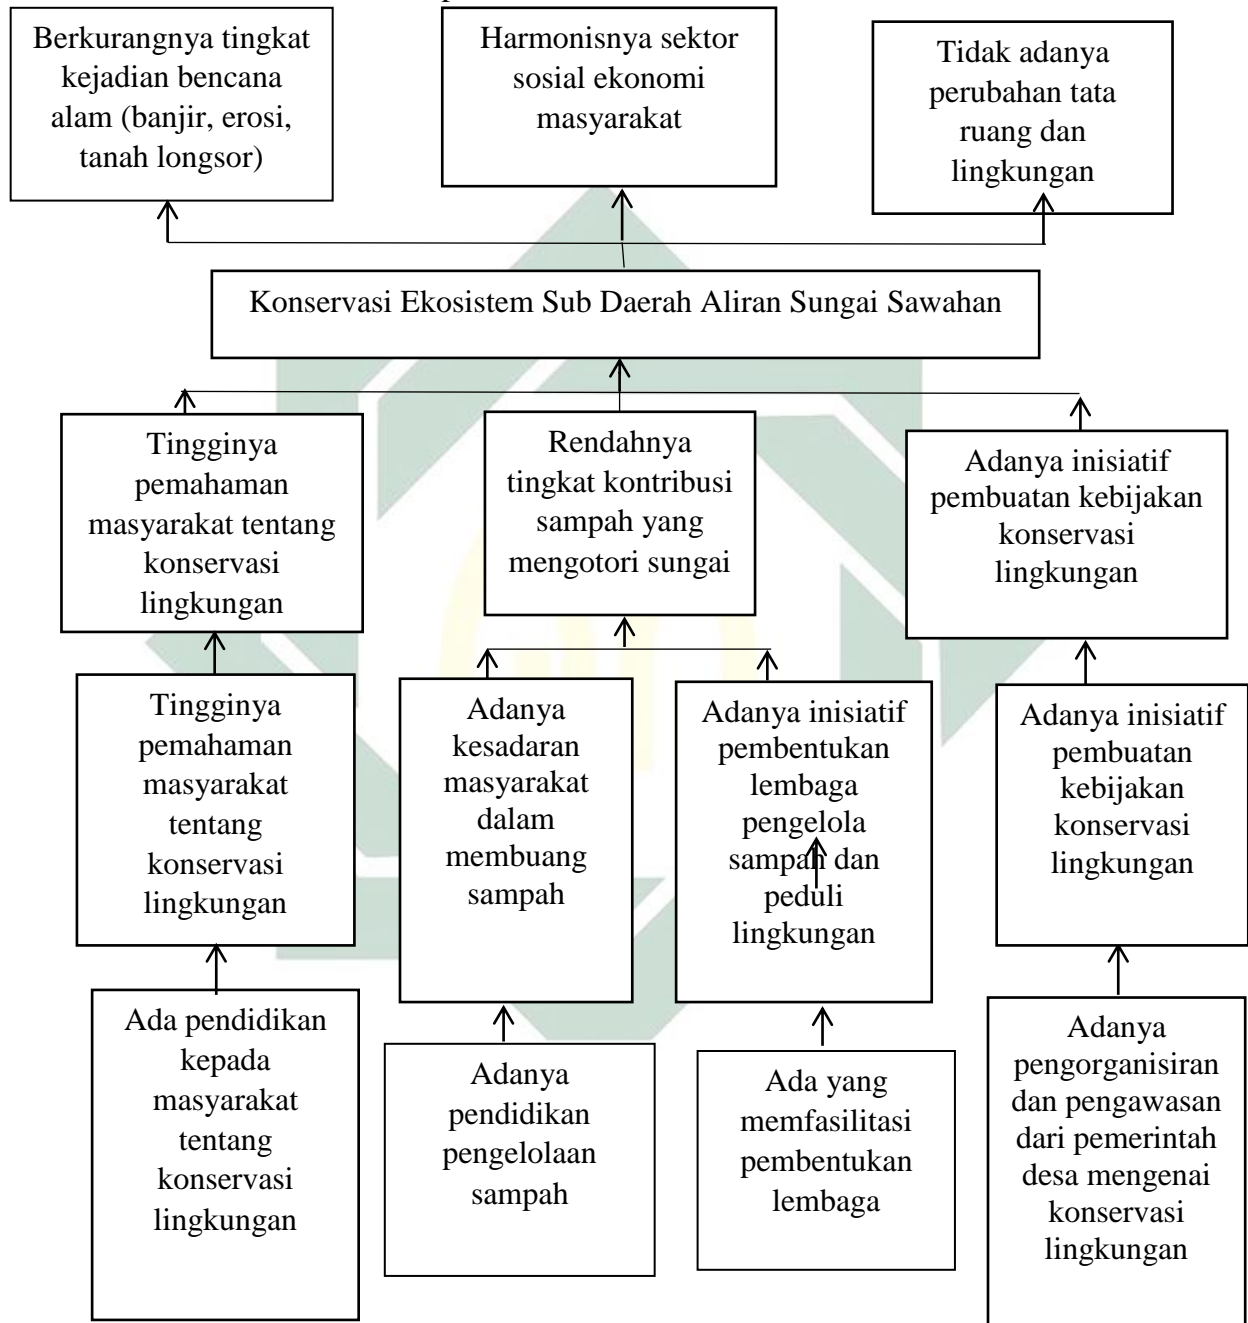 Berkurangnya tingkat
kejadian bencana
alam (banjir, erosi,
tanah longsor)
Harmonisnya sektor
sosial ekonomi
masyarakat
Tidak adanya
perubahan tata
ruang dan
lingkungan
Konservasi Ekosistem Sub Daerah Aliran Sungai Sawahan
Tingginya
pemahaman
masyarakat tentang
konservasi
lingkungan
Rendahnya
tingkat kontribusi
sampah yang
mengotori sungai
Adanya inisiatif
pembuatan kebijakan
konservasi
lingkungan
Tingginya
pemahaman
masyarakat
tentang
konservasi
lingkungan
Adanya
kesadaran
masyarakat
dalam
membuang
sampah
Adanya inisiatif
pembentukan
lembaga
pengelola
sampah dan
peduli
lingkungan
Adanya inisiatif
pembuatan
kebijakan
konservasi
lingkungan
Ada pendidikan
kepada
masyarakat
tentang
konservasi
lingkungan
Adanya
pendidikan
pengelolaan
sampah
Ada yang
memfasilitasi
pembentukan
lembaga
Adanya
pengorganisiran
dan pengawasan
dari pemerintah
desa mengenai
konservasi
lingkungan